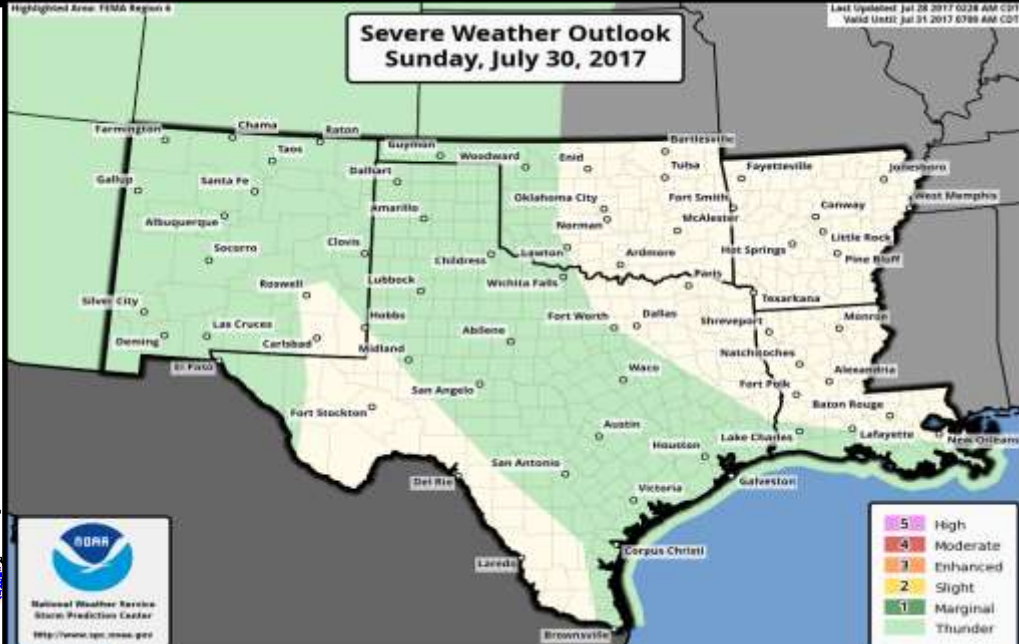 Highlighted Area: FEMA Region 6
Last Updated: Jul 28 2017 0228 AM CDT
Valid Until: Jul 31 2017 0700 AM CDT
Severe Weather Outlook
Sunday, July 30, 2017
Farmington
Chama
Raton
Taos
Guymon
Woodward
Enid
Bartlesville
Tulsa
Fayetteville
Jonesboro
Gallup
Santa Fe
Dalhart
Oklahoma City
Fort Smith
Conway
West Memphis
Albuquerque
Amarillo
Norman
McAlester
Little Rock
Socorro
Clovis
Childress
Lawton
Ardmore
Hot Springs
Pine Bluff
Roswell
Lubbock
Wichita Falls
Paris
Texarkana
Silver City
Hobbs
Fort Worth
Dallas
Shreveport
Monroe
Deming
Las Cruces
Carlsbad
Midland
Abilene
Natchitoches
El Paso
San Angelo
Waco
Fort Polk
Alexandria
Fort Stockton
Austin
Baton Rouge
Houston
Lake Charles
Lafayette
New Orleans
Del Rio
San Antonio
Galveston
Victoria
Laredo
Corpus Christi
Brownsville
NOAA
National Weather Service
Storm Prediction Center
http://www.spc.noaa.gov
5 High
4 Moderate
3 Enhanced
2 Slight
1 Marginal
Thunder